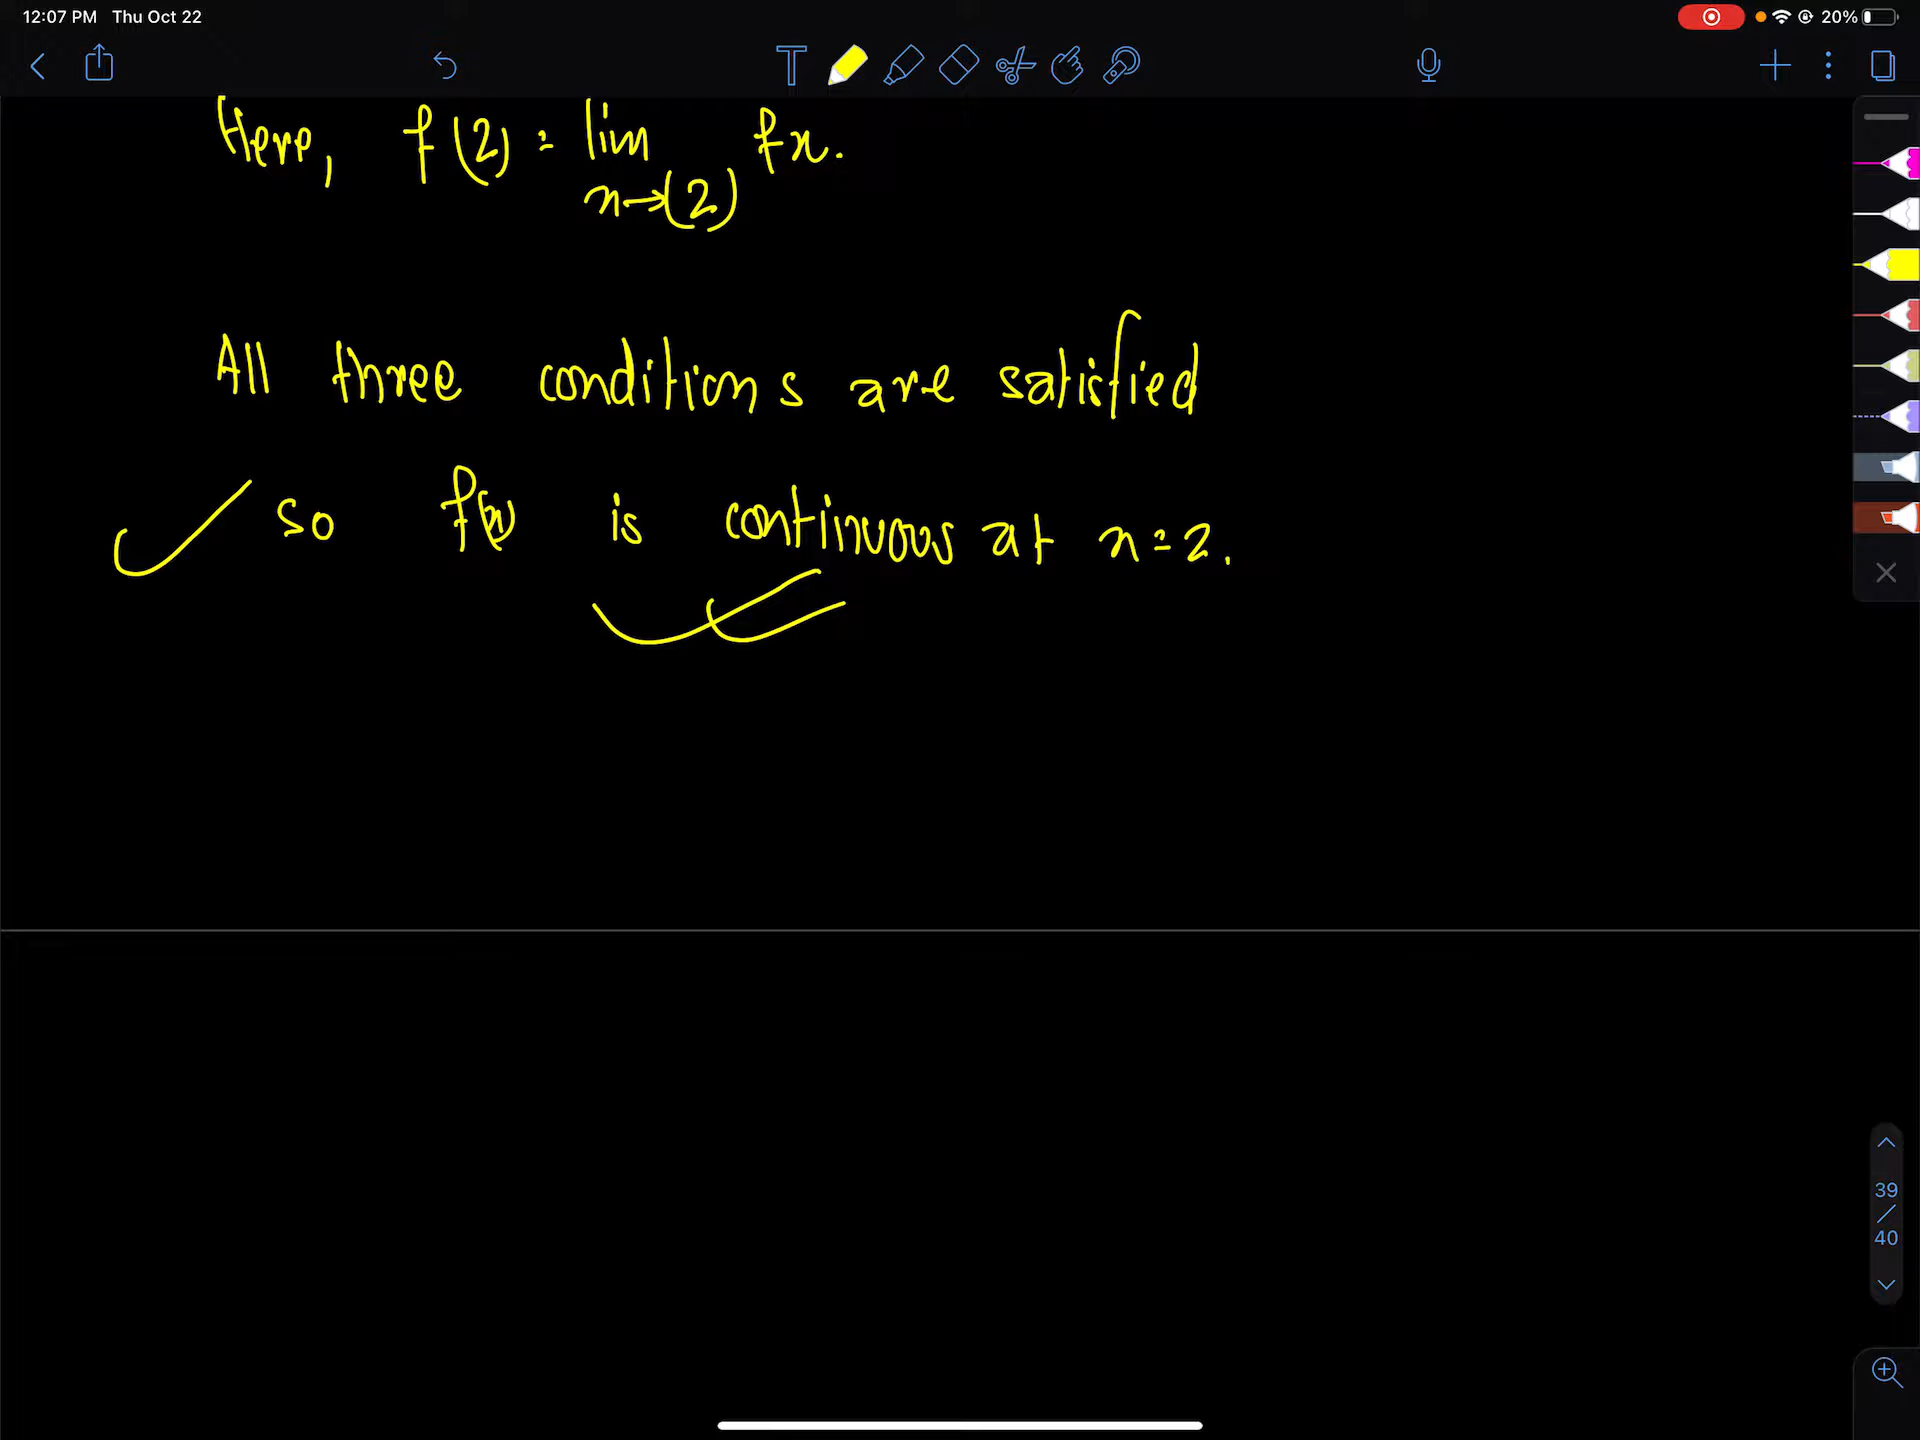 12:07 PM Thu Oct 22
20%
Here, f(2) = lim fx.
x→(2)
All three conditions are satisfied
so f(x) is continuous at x=2.
39
/
40